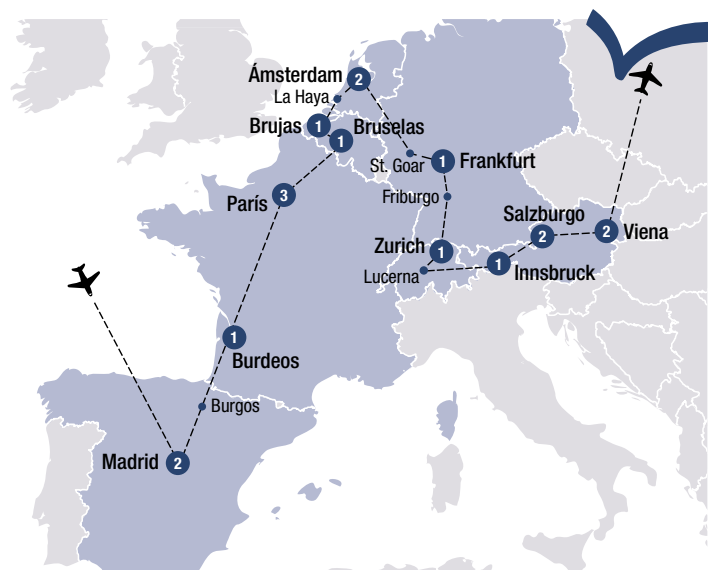 Ámsterdam 2
La Haya
Brujas 1
Bruselas
1
St. Goar
1 Frankfurt
París 3
Friburgo
Salzburgo
2
2 Viena
Zurich 1
Lucerna
1
Innsbruck
1
Burdeos
Burgos
Madrid 2